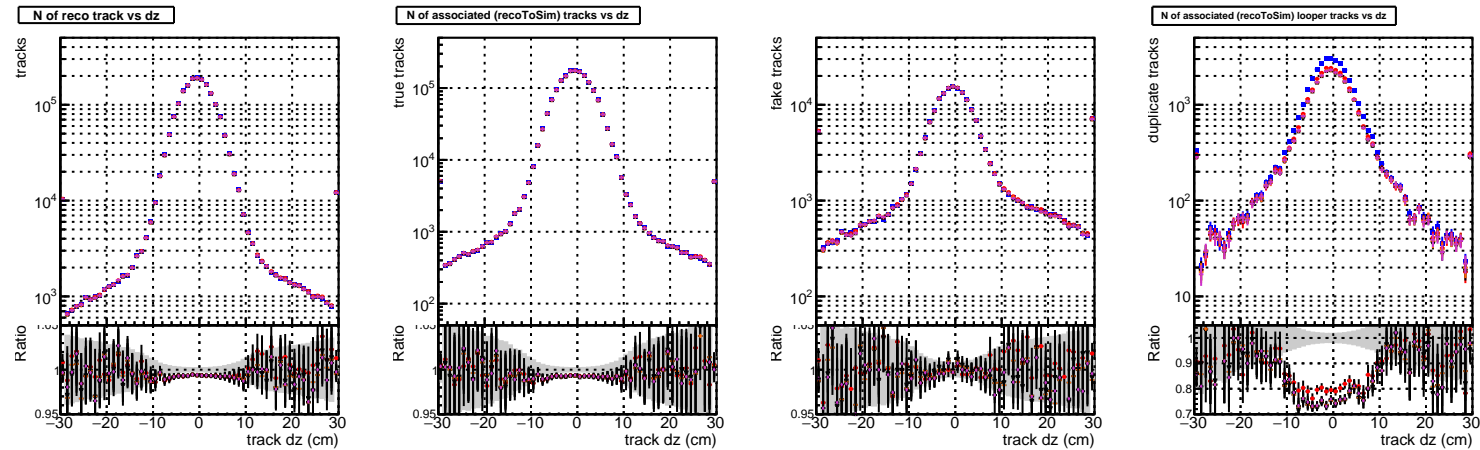 N of reco track vs dz
tracks
10^5
10^4
10^3
Ratio
1
0.95
−30 −20 −10 0 10 20 30
track dz (cm)
N of associated (recoToSim) tracks vs dz
true tracks
10^5
10^4
10^3
10^2
Ratio
1
0.95
−30 −20 −10 0 10 20 30
track dz (cm)
fake tracks
10^4
10^3
10^2
Ratio
1
0.95
−30 −20 −10 0 10 20 30
track dz (cm)
N of associated (recoToSim) looper tracks vs dz
duplicate tracks
10^3
10^2
10
Ratio
1
0.9
0.8
0.7
−30 −20 −10 0 10 20 30
track dz (cm)